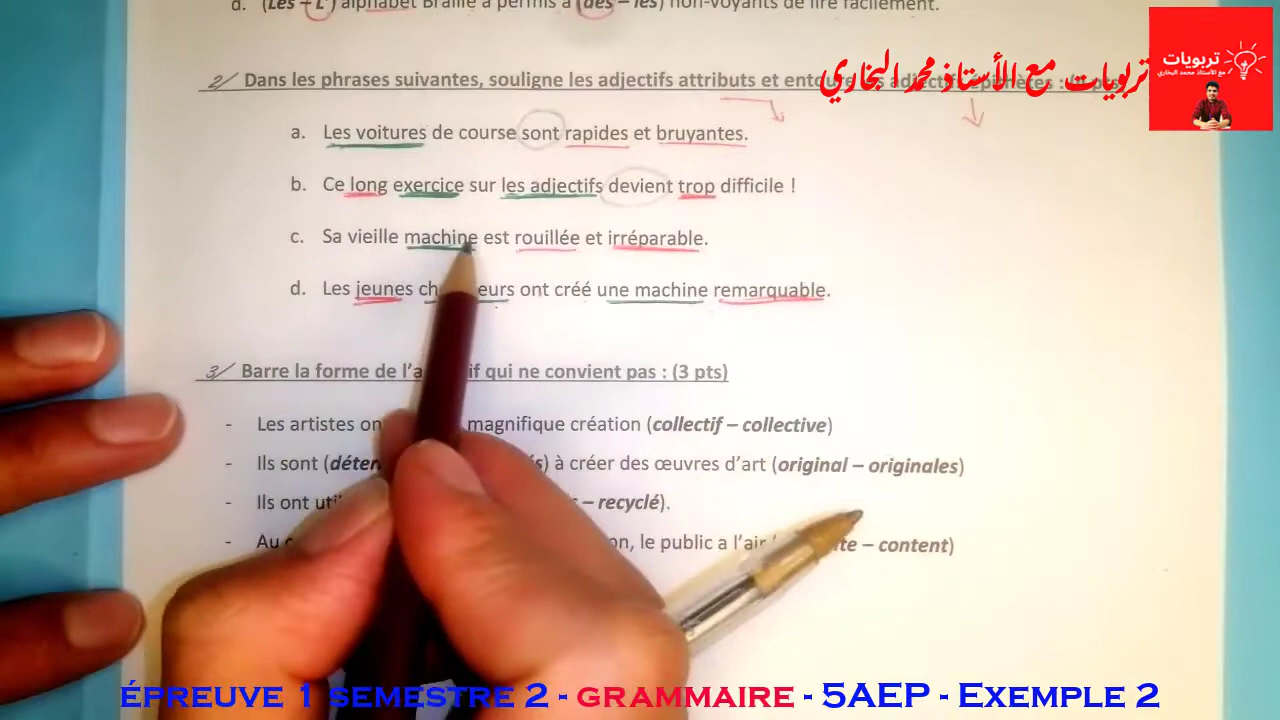 d. (Les – L') alphabet Braille a permis à (des – les) non-voyants de lire facilement.
تربويات مع الأستاذ محمد البخاري
تربويات
مع الأستاذ محمد البخاري
2/ Dans les phrases suivantes, souligne les adjectifs attributs et entoure les adjectifs épithètes :
a. Les voitures de course sont rapides et bruyantes.
b. Ce long exercice sur les adjectifs devient trop difficile !
c. Sa vieille machine est rouillée et irréparable.
d. Les jeunes ch eurs ont créé une machine remarquable.
3/ Barre la forme de l'a if qui ne convient pas : (3 pts)
- Les artistes on magnifique création (collectif – collective)
- Ils sont (déter s) à créer des œuvres d'art (original – originales)
- Ils ont uti – recyclé).
- Au on, le public a l'air te – content)
épreuve 1 semestre 2 - grammaire - 5AEP - Exemple 2